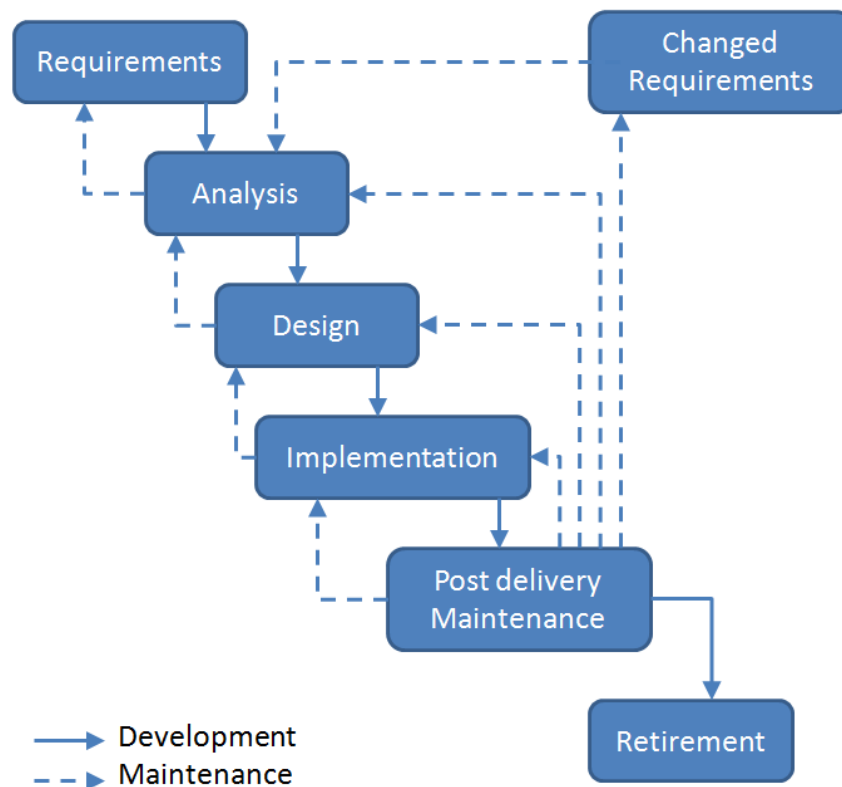 Requirements
Changed
Requirements
Analysis
Design
Implementation
Post delivery
Maintenance
Retirement
Development
Maintenance